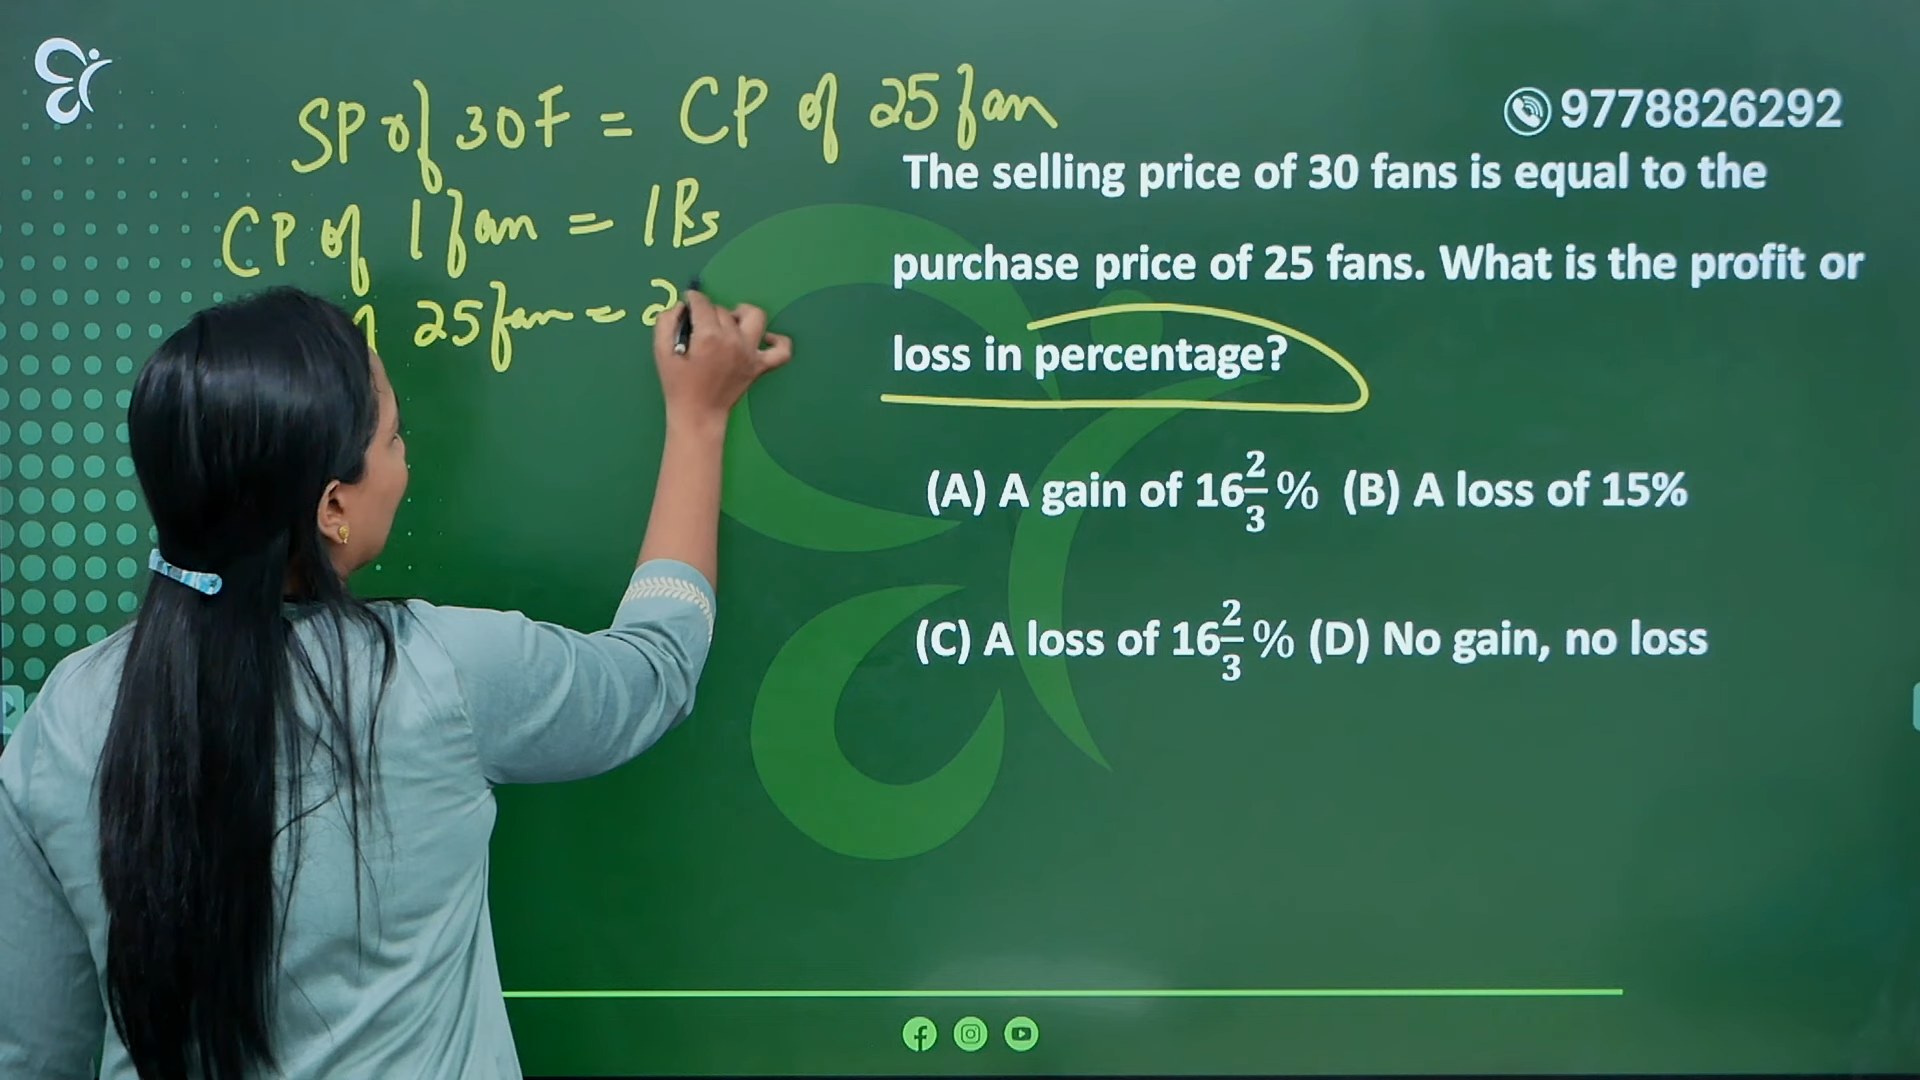 SP of 30F = CP of 25 fan
CP of 1 fan = 1 Rs
25 fan = 2
9778826292
The selling price of 30 fans is equal to the
purchase price of 25 fans. What is the profit or
loss in percentage?
(A) A gain of 16 2/3 % (B) A loss of 15%
(C) A loss of 16 2/3 % (D) No gain, no loss